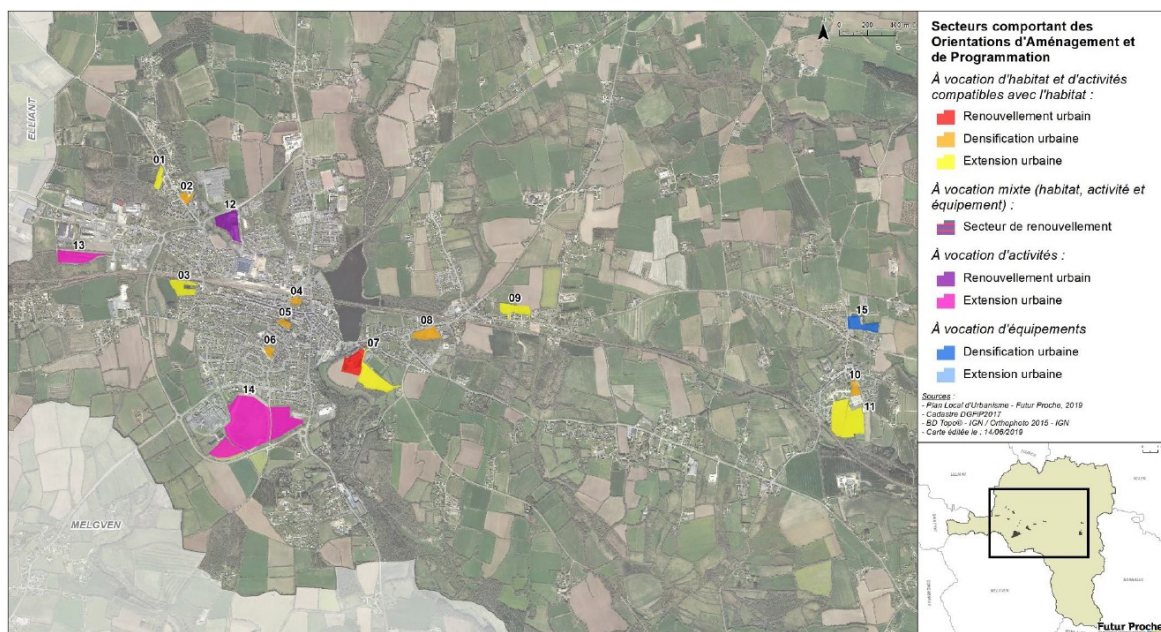 0 200 400 m
Secteurs comportant des
Orientations d'Aménagement et
de Programmation
À vocation d'habitat et d'activités
compatibles avec l'habitat :
Renouvellement urbain
Densification urbaine
Extension urbaine
À vocation mixte (habitat, activité et
équipement) :
Secteur de renouvellement
À vocation d'activités :
Renouvellement urbain
Extension urbaine
À vocation d'équipements
Densification urbaine
Extension urbaine
Sources :
- Plan Local d'Urbanisme - Futur Proche, 2019
- Cadastre DGFIP2017
- BD Topo® - IGN / Orthophoto 2015 - IGN
- Carte éditée le : 14/06/2019
ELLIANT
01
02
12
13
03
04
05
06
07
08
09
15
10
11
14
MELGVEN
Futur Proche